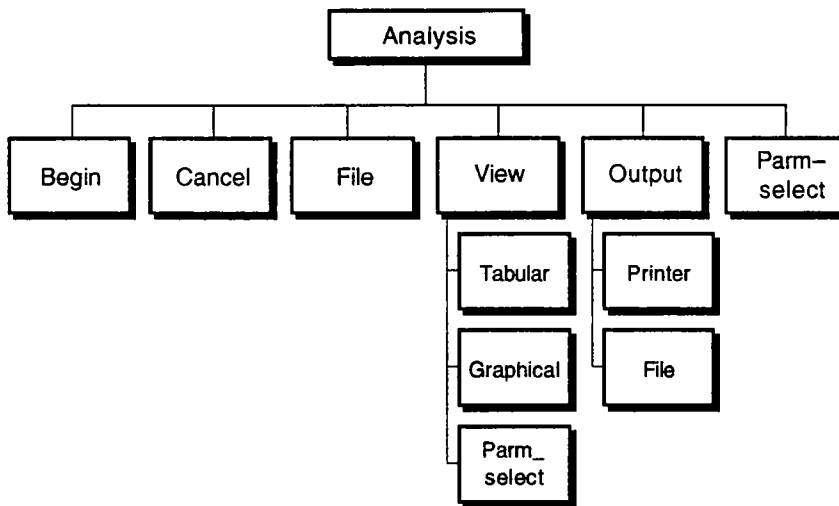 Analysis
Begin
Cancel
File
View
Output
Parm–
select
Tabular
Printer
Graphical
File
Parm_
select